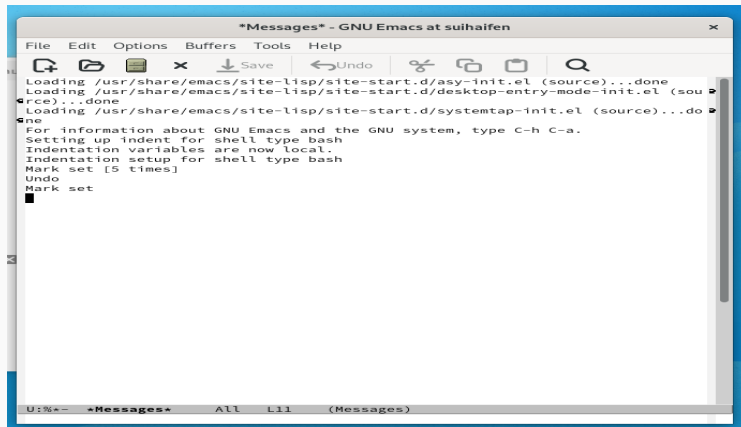 *Messages* - GNU Emacs at suihaifen
File Edit Options Buffers Tools Help
Save Undo
Loading /usr/share/emacs/site-lisp/site-start.d/asy-init.el (source)...done
Loading /usr/share/emacs/site-lisp/site-start.d/desktop-entry-mode-init.el (sou
rce)...done
Loading /usr/share/emacs/site-lisp/site-start.d/systemtap-init.el (source)...do
ne
For information about GNU Emacs and the GNU system, type C-h C-a.
Setting up indent for shell type bash
Indentation variables are now local.
Indentation setup for shell type bash
Mark set [5 times]
Undo
Mark set
U:%*- *Messages* All L11 (Messages)